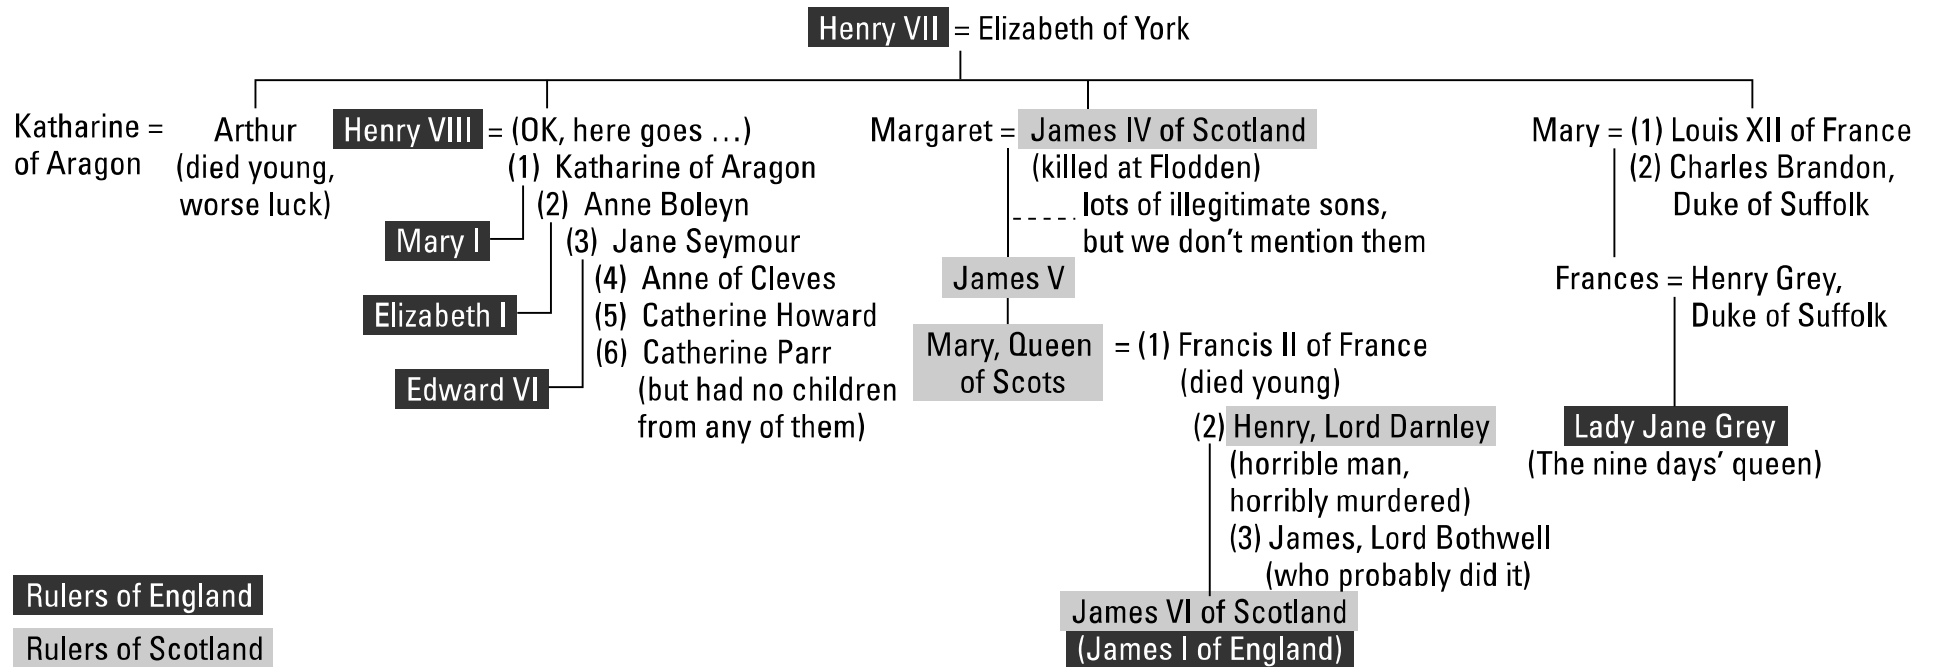 Henry VII = Elizabeth of York
Katharine =
of Aragon
Arthur
(died young,
worse luck)
Henry VIII = (OK, here goes …)
(1) Katharine of Aragon
(2) Anne Boleyn
Mary I
(3) Jane Seymour
(4) Anne of Cleves
Elizabeth I
(5) Catherine Howard
(6) Catherine Parr
Edward VI
(but had no children
from any of them)
Margaret = James IV of Scotland
(killed at Flodden)
lots of illegitimate sons,
but we don't mention them
James V
Mary, Queen
of Scots
= (1) Francis II of France
(died young)
(2) Henry, Lord Darnley
(horrible man,
horribly murdered)
(3) James, Lord Bothwell
(who probably did it)
James VI of Scotland
(James I of England)
Mary = (1) Louis XII of France
(2) Charles Brandon,
Duke of Suffolk
Frances = Henry Grey,
Duke of Suffolk
Lady Jane Grey
(The nine days' queen)
Rulers of England
Rulers of Scotland